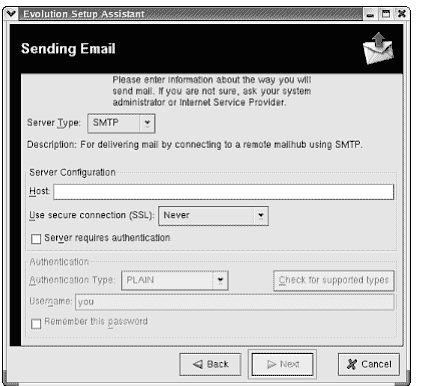 Evolution Setup Assistant
Sending Email
Please enter information about the way you will
send mail. If you are not sure, ask your system
administrator or Internet Service Provider.
Server Type: SMTP
Description: For delivering mail by connecting to a remote mailhub using SMTP.
Server Configuration
Host:
Use secure connection (SSL): Never
Server requires authentication
Authentication
Authentication Type: PLAIN Check for supported types
Username: you
Remember this password
Back Next Cancel